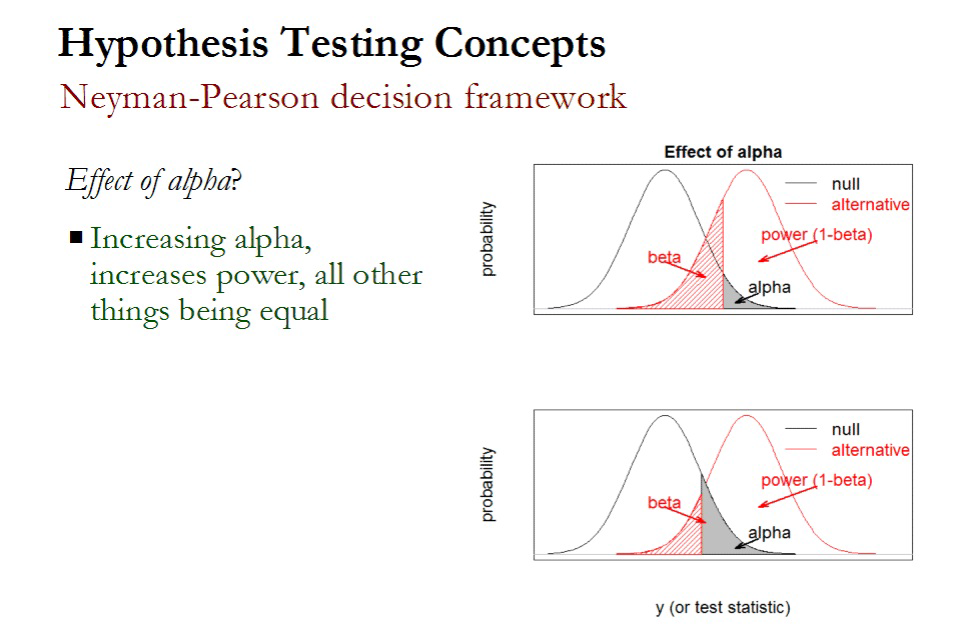 Hypothesis Testing Concepts
Neyman-Pearson decision framework
Effect of alpha?
Increasing alpha,
increases power, all other
things being equal
Effect of alpha
probability
null
alternative
power (1-beta)
beta
alpha
probability
null
alternative
power (1-beta)
beta
alpha
y (or test statistic)